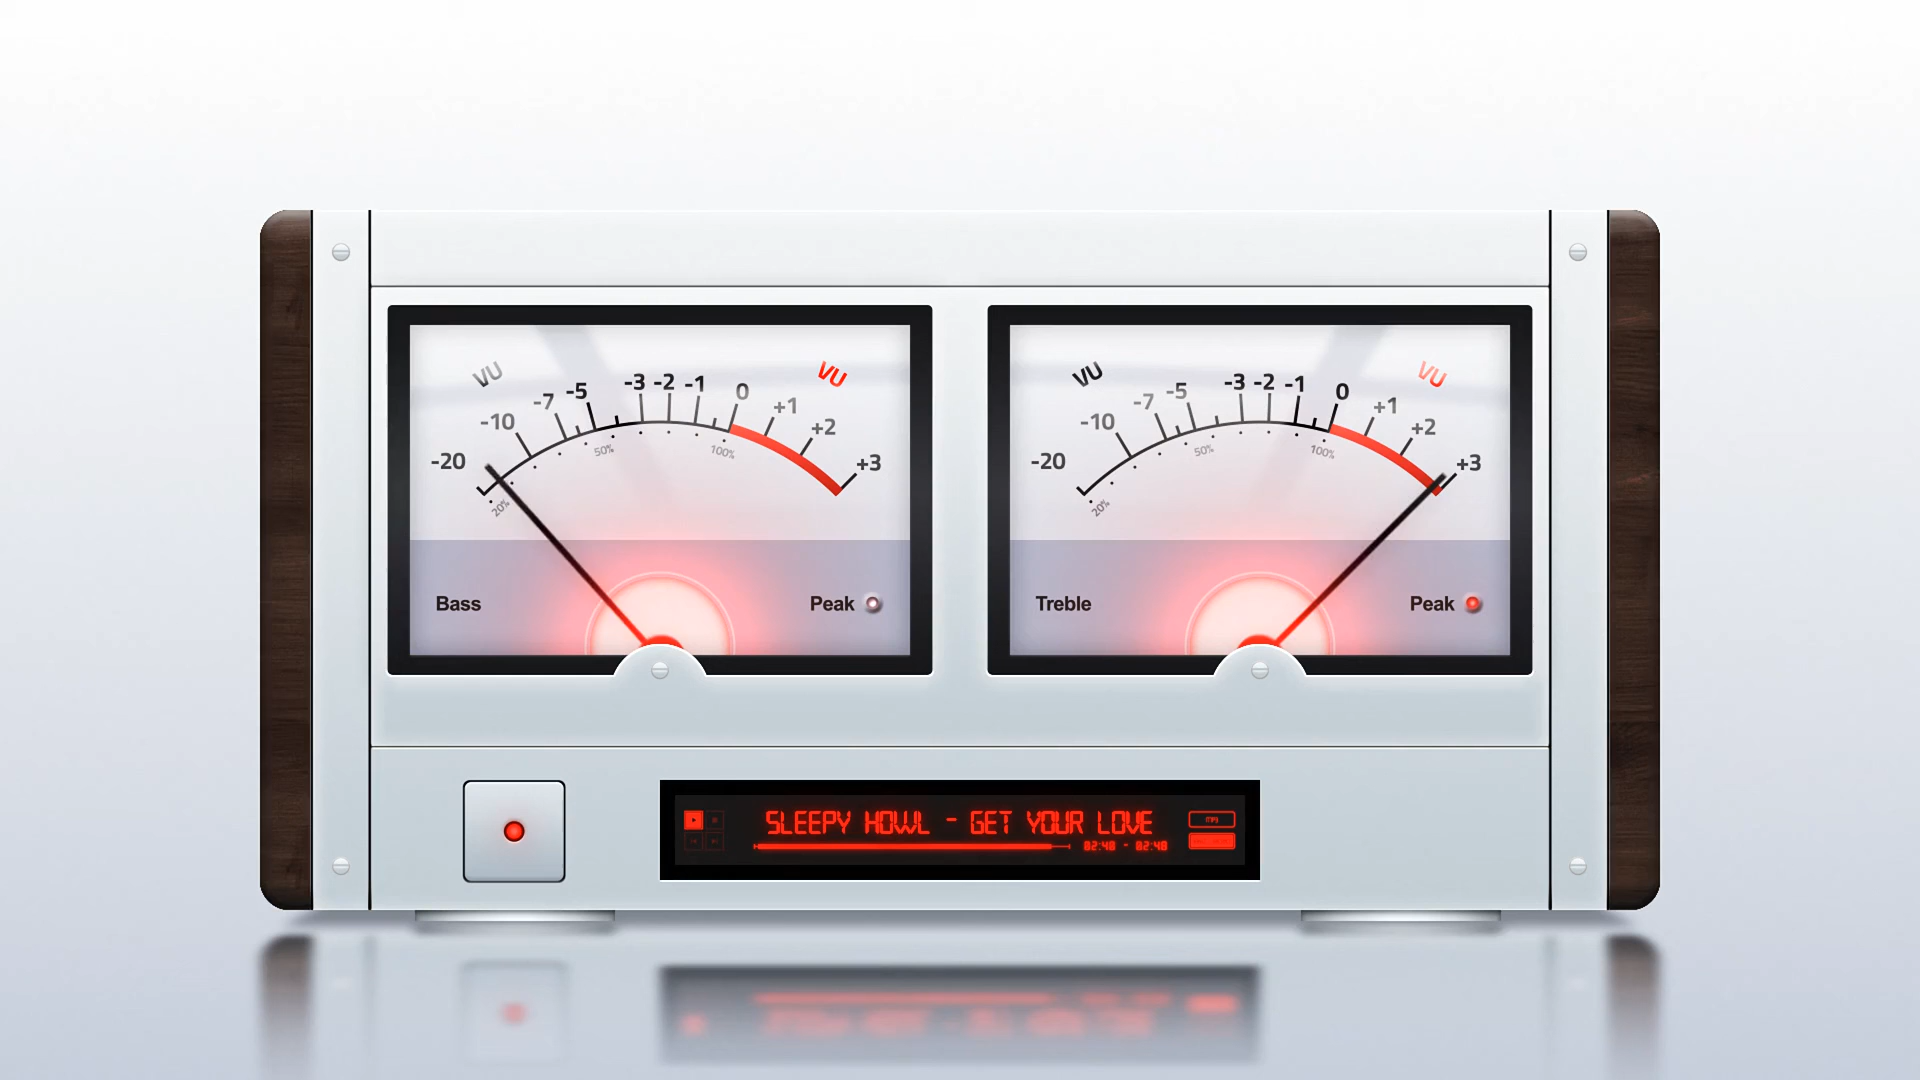 VU VU
-20 -10 -7 -5 -3 -2 -1 0 +1 +2 +3
20% 50% 100%
Bass Peak
VU VU
-20 -10 -7 -5 -3 -2 -1 0 +1 +2 +3
20% 50% 100%
Treble Peak
SLEEPY HOWL - GET YOUR LOVE
02:48 - 02:48
MP3